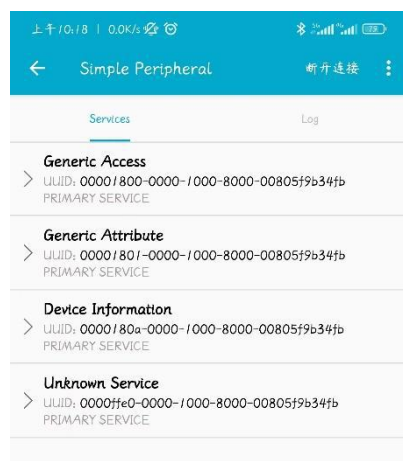 上午10:18 | 0.0K/s
73
Simple Peripheral 断开连接
Services Log
Generic Access
UUID: 00001800-0000-1000-8000-00805f9b34fb
PRIMARY SERVICE
Generic Attribute
UUID: 00001801-0000-1000-8000-00805f9b34fb
PRIMARY SERVICE
Device Information
UUID: 0000180a-0000-1000-8000-00805f9b34fb
PRIMARY SERVICE
Unknown Service
UUID: 0000ffe0-0000-1000-8000-00805f9b34fb
PRIMARY SERVICE